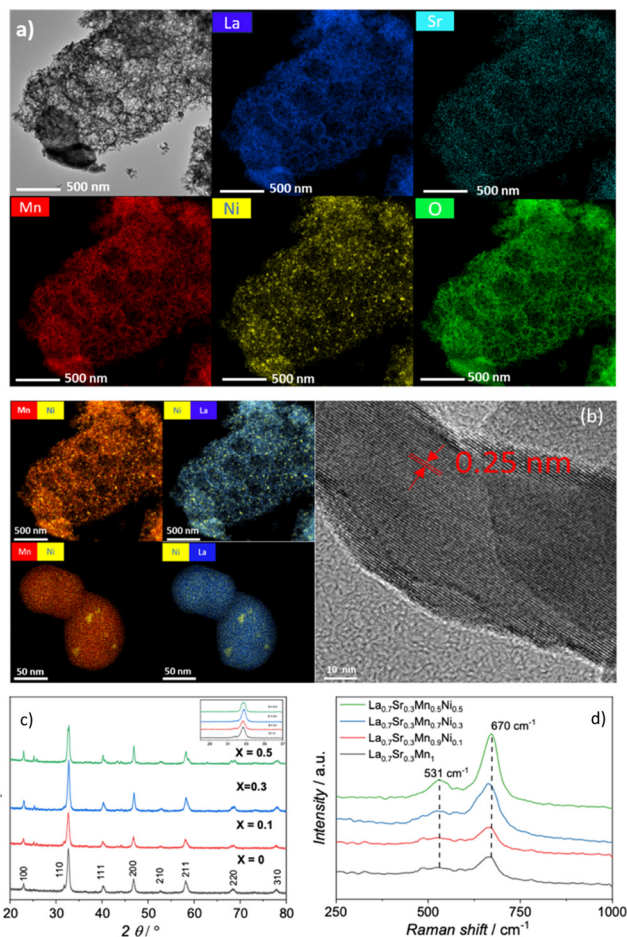 a)
La
Sr
500 nm
500 nm
500 nm
Mn
Ni
O
500 nm
500 nm
500 nm
Mn Ni
Ni La
(b)
0.25 nm
500 nm
500 nm
Mn Ni
Ni La
50 nm
50 nm
10 nm
c)
X = 0.5
X=0.3
X = 0.1
X = 0
100
110
111
200
210
211
220
310
20 30 40 50 60 70 80
2 θ / °
d)
La0.7Sr0.3Mn0.5Ni0.5
La0.7Sr0.3Mn0.7Ni0.3
La0.7Sr0.3Mn0.9Ni0.1
La0.7Sr0.3Mn1
670 cm-1
531 cm-1
Intensity / a.u.
250 500 750 1000
Raman shift / cm-1